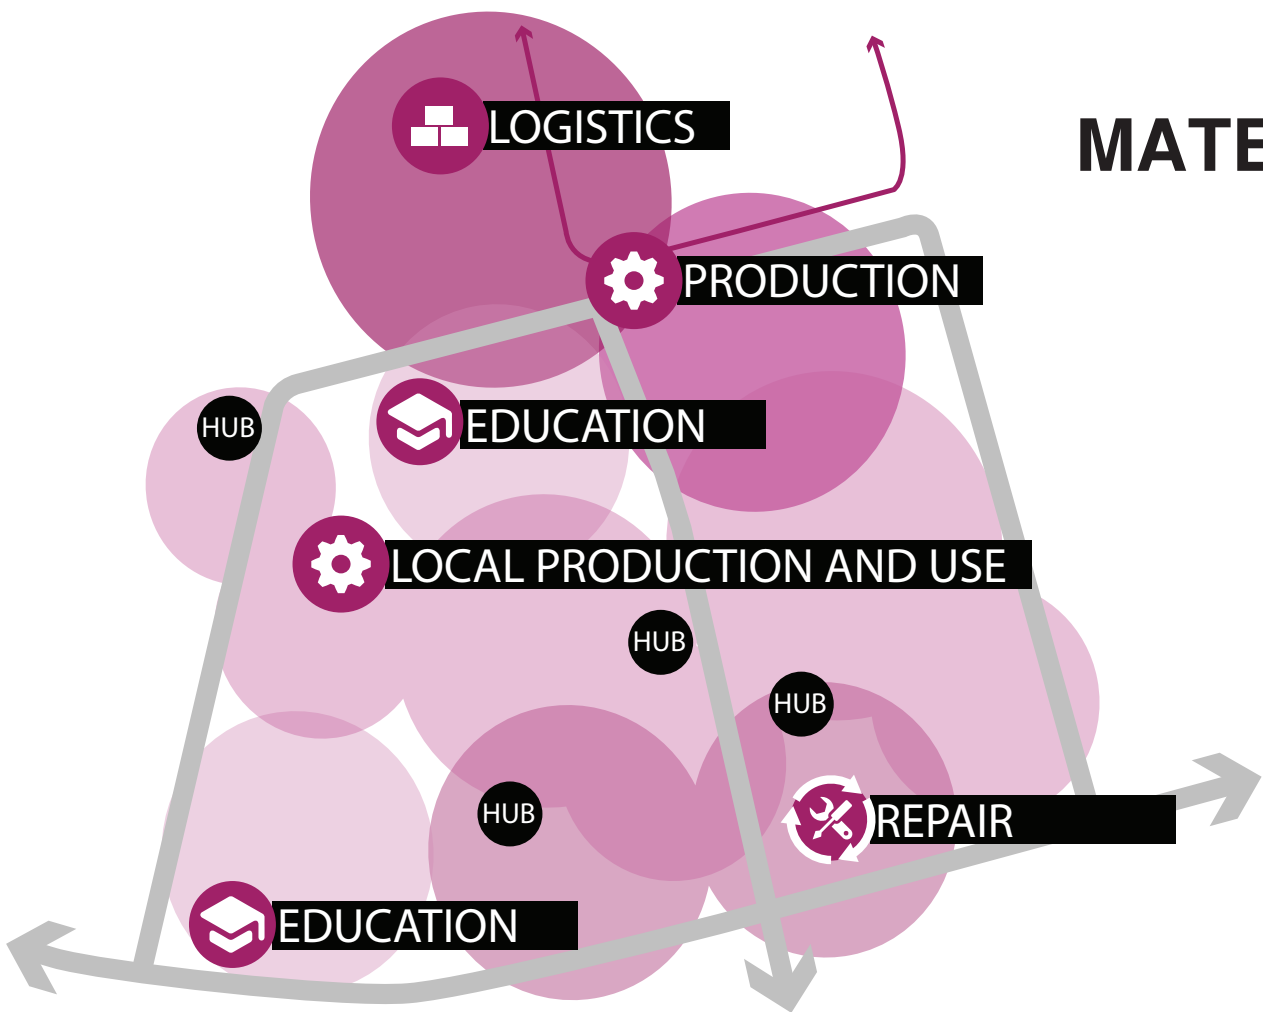 LOGISTICS
MATE
PRODUCTION
HUB
EDUCATION
LOCAL PRODUCTION AND USE
HUB
HUB
HUB
REPAIR
EDUCATION